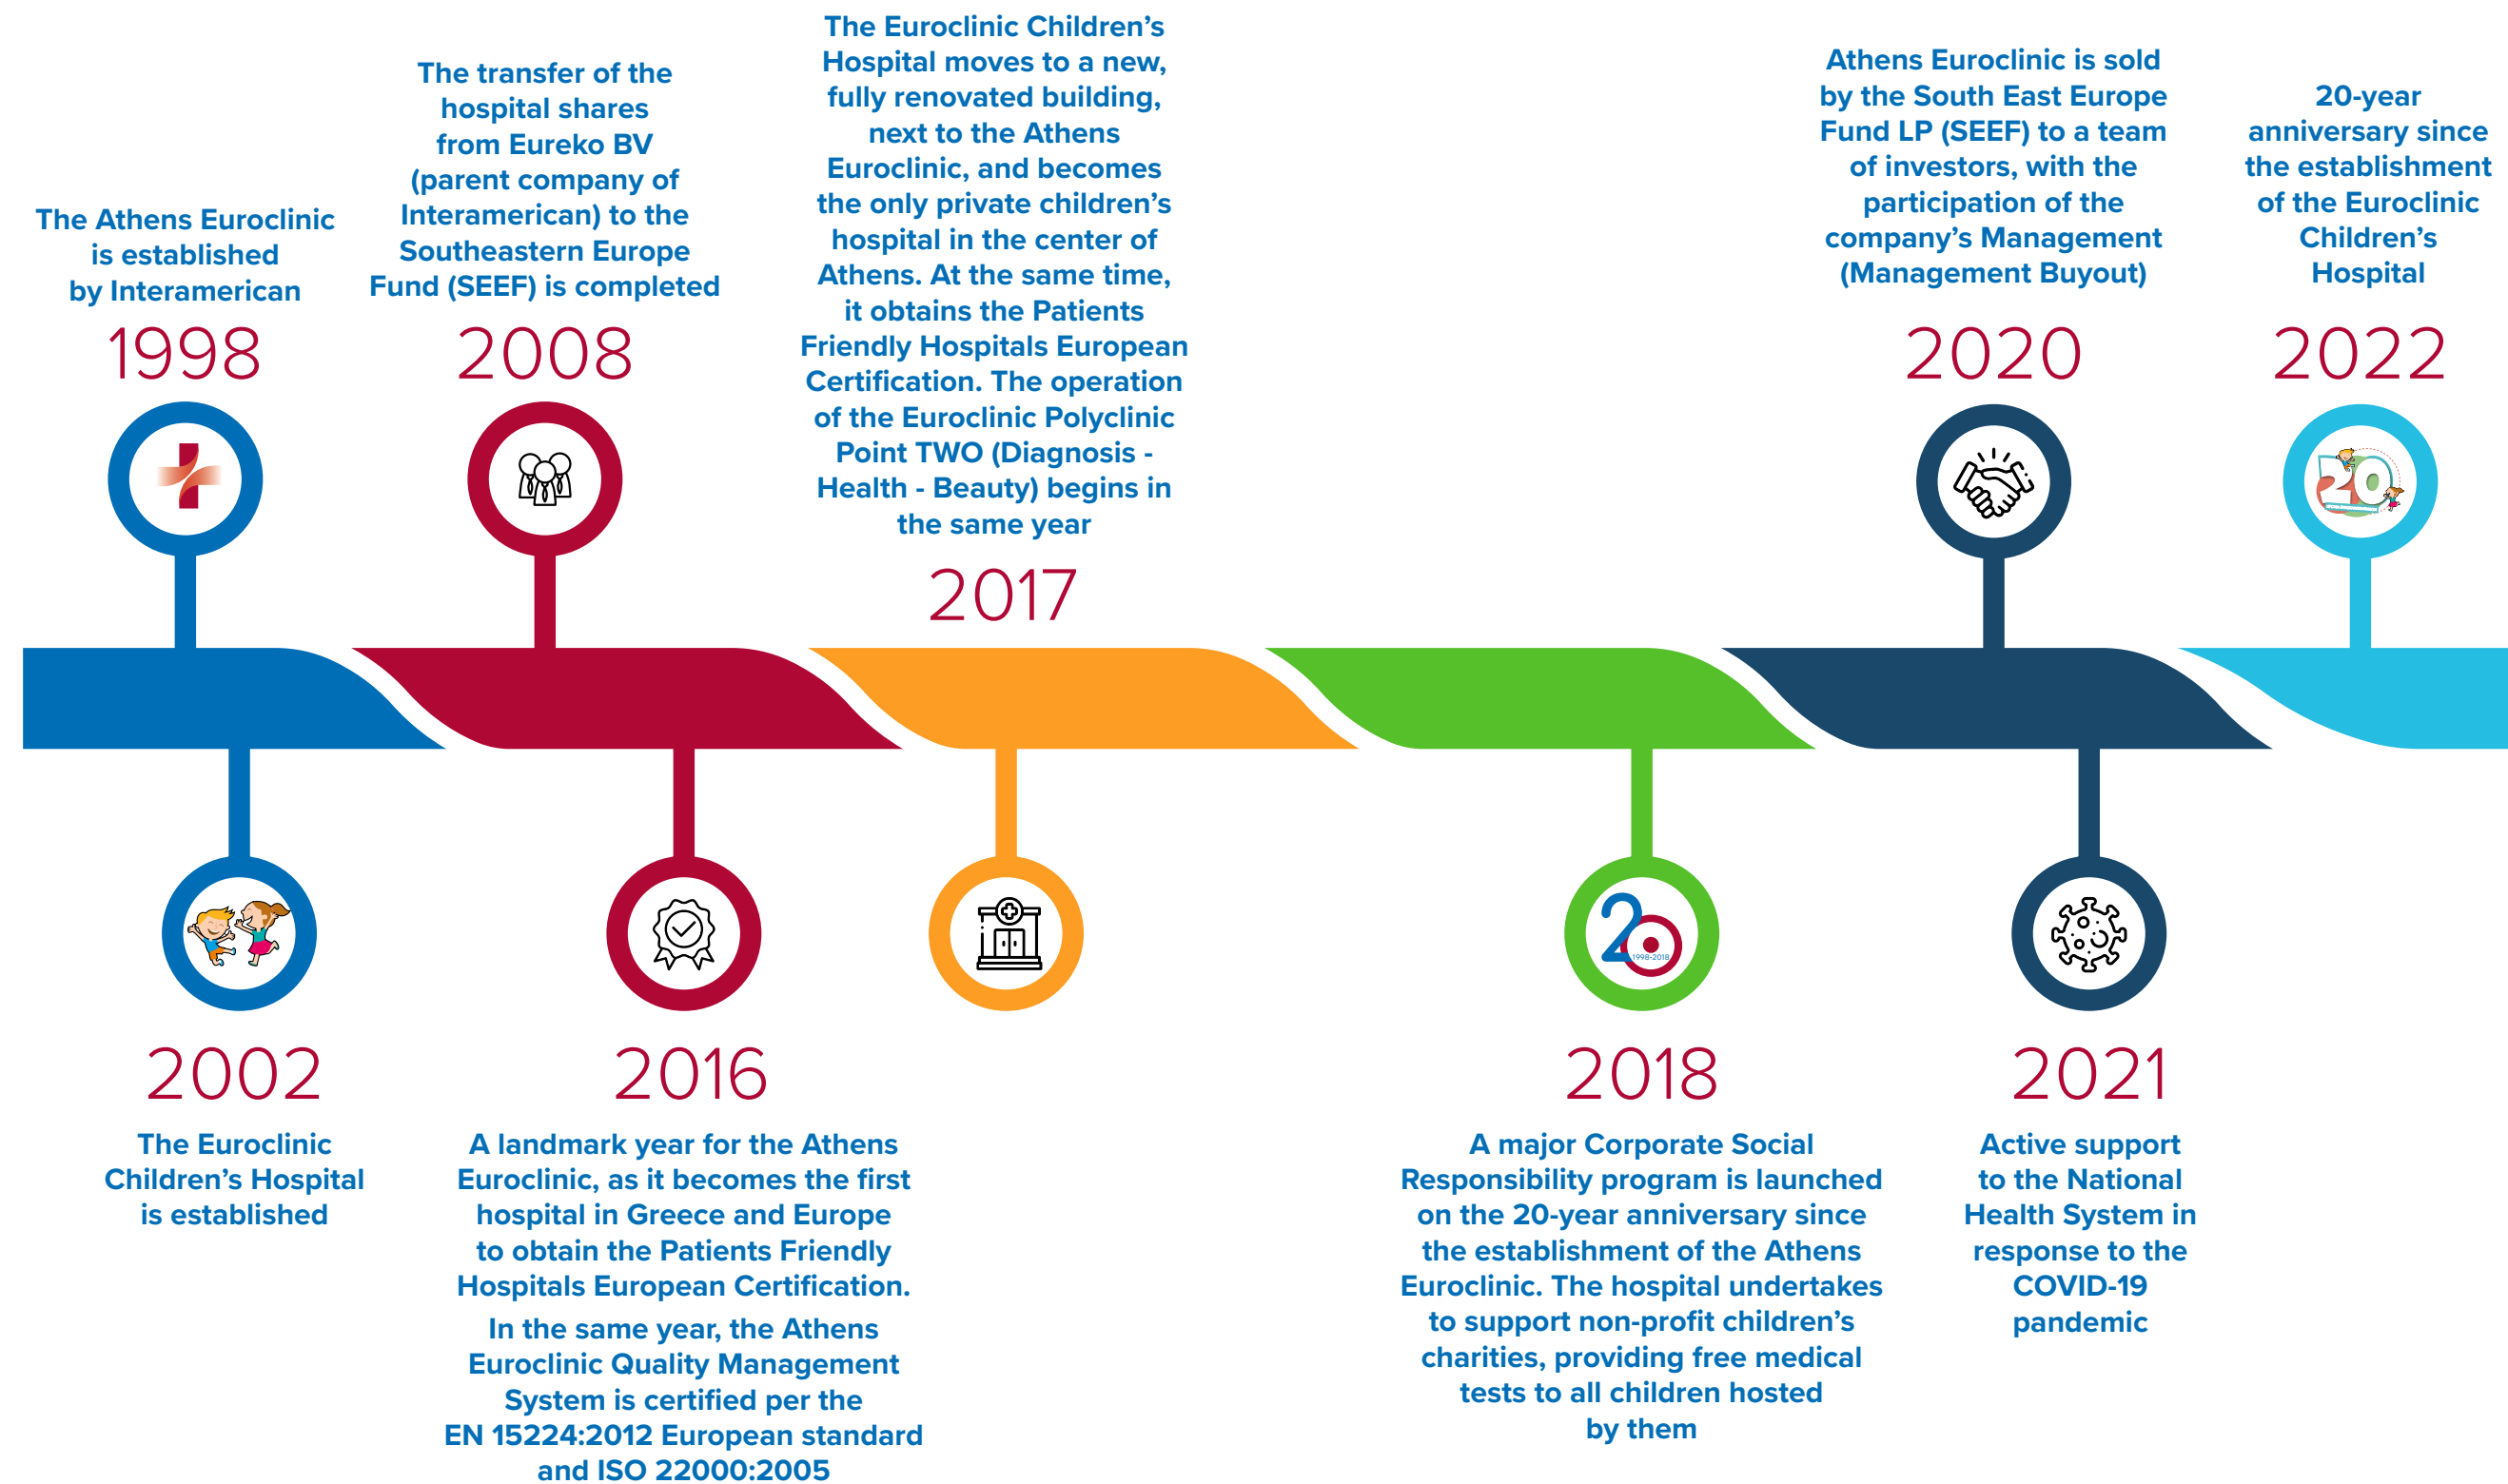 The Athens Euroclinic
is established
by Interamerican
1998
The transfer of the
hospital shares
from Eureko BV
(parent company of
Interamerican) to the
Southeastern Europe
Fund (SEEF) is completed
2008
The Euroclinic Children's
Hospital moves to a new,
fully renovated building,
next to the Athens
Euroclinic, and becomes
the only private children's
hospital in the center of
Athens. At the same time,
it obtains the Patients
Friendly Hospitals European
Certification. The operation
of the Euroclinic Polyclinic
Point TWO (Diagnosis -
Health - Beauty) begins in
the same year
2017
Athens Euroclinic is sold
by the South East Europe
Fund LP (SEEF) to a team
of investors, with the
participation of the
company's Management
(Management Buyout)
2020
20-year
anniversary since
the establishment
of the Euroclinic
Children's
Hospital
2022
20
2002
The Euroclinic
Children's Hospital
is established
2016
A landmark year for the Athens
Euroclinic, as it becomes the first
hospital in Greece and Europe
to obtain the Patients Friendly
Hospitals European Certification.
In the same year, the Athens
Euroclinic Quality Management
System is certified per the
EN 15224:2012 European standard
and ISO 22000:2005
20
1998-2018
2018
A major Corporate Social
Responsibility program is launched
on the 20-year anniversary since
the establishment of the Athens
Euroclinic. The hospital undertakes
to support non-profit children's
charities, providing free medical
tests to all children hosted
by them
2021
Active support
to the National
Health System in
response to the
COVID-19
pandemic